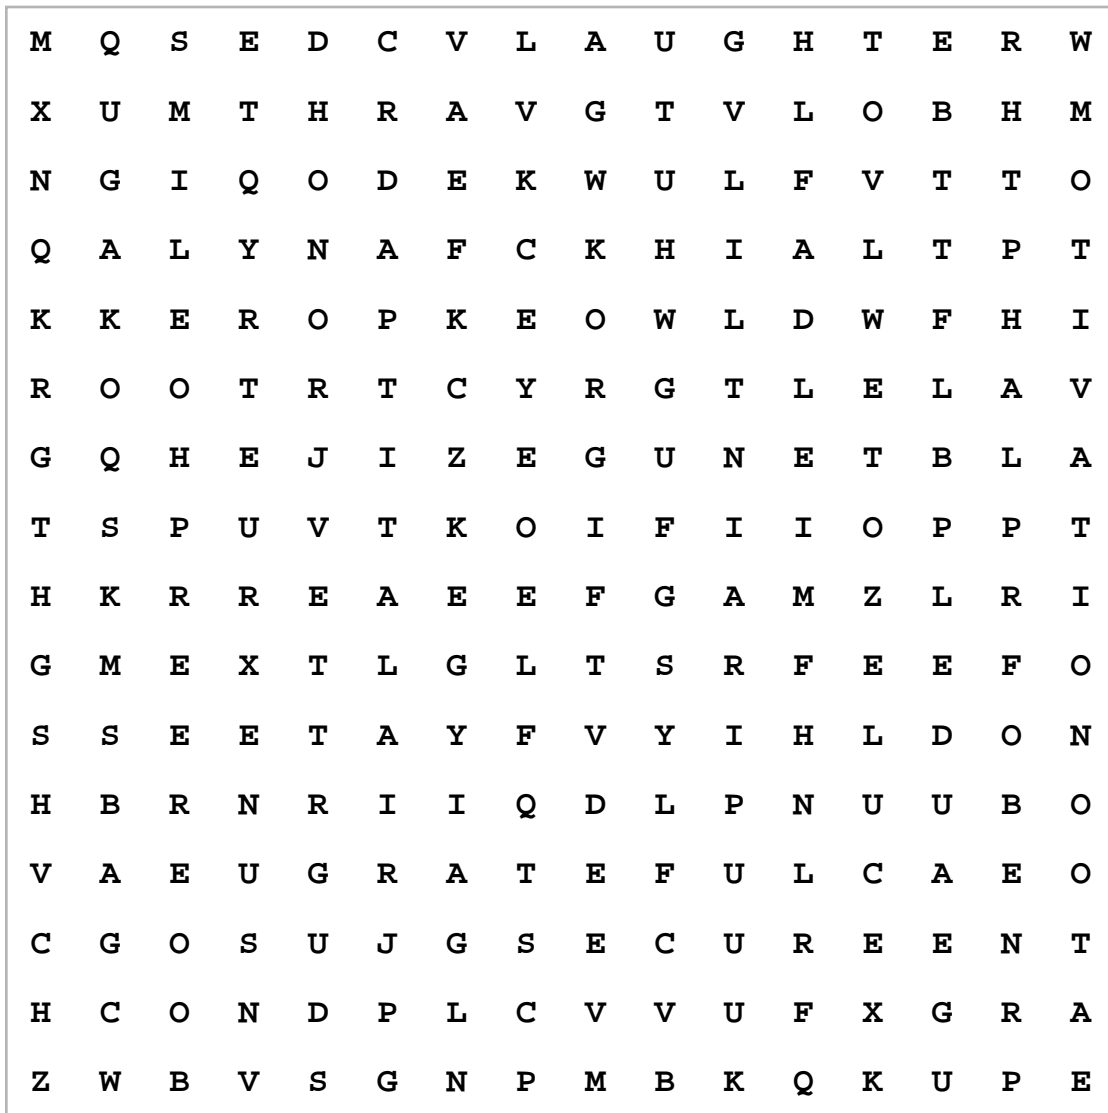 M Q S E D C V L A U G H T E R W
X U M T H R A V G T V L O B H M
N G I Q O D E K W U L F V T T O
Q A L Y N A F C K H I A L T P T
K K E R O P K E O W L D W F H I
R O O T R T C Y R G T L E L A V
G Q H E J I Z E G U N E T B L A
T S P U V T K O I F I I O P P T
H K R R E A E E F G A M Z L R I
G M E X T L G L T S R F E E F O
S S E E T A Y F V Y I H L D O N
H B R N R I I Q D L P N U U B O
V A E U G R A T E F U L C A E O
C G O S U J G S E C U R E E N T
H C O N D P L C V V U F X G R A
Z W B V S G N P M B K Q K U P E